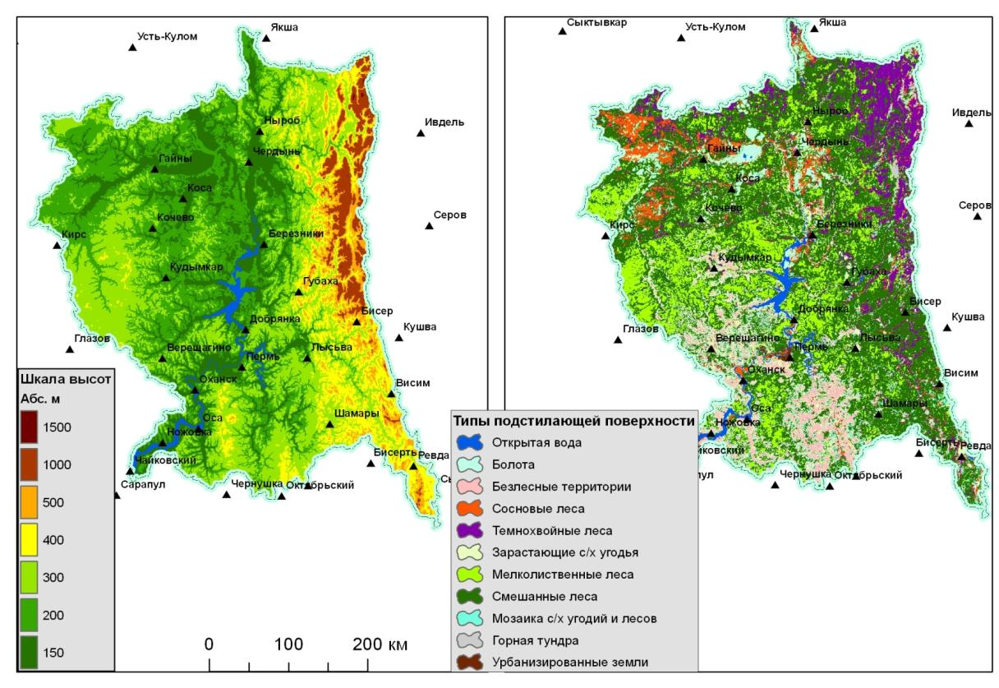 Усть-Кулом
Якша
Ныроб
Ивдель
Гайны
Чердынь
Коса
Кочево
Серов
Кирс
Березники
Кудымкар
Губаха
Бисер
Добрянка
Кушва
Глазов
Верещагино
Лысьва
Пермь
Оханск
Висим
Оса
Шамары
Ножовка
Чайковский
Бисерть
Ревда
Сарапул
Чернушка
Октябрьский
Шкала высот
Абс. м
1500
1000
500
400
300
200
150
0 100 200 км
Сыктывкар
Усть-Кулом
Якша
Ныроб
Ивдель
Гайны
Чердынь
Коса
Кочево
Серов
Кирс
Березники
Кудымкар
Губаха
Бисер
Добрянка
Кушва
Глазов
Верещагино
Лысьва
Пермь
Оханск
Висим
Оса
Шамары
Ножовка
йковский
Бисерть
Ревда
пул
Чернушка
Октябрьский
Типы подстилающей поверхности
Открытая вода
Болота
Безлесные территории
Сосновые леса
Темнохвойные леса
Зарастающие с/х угодья
Мелколиственные леса
Смешанные леса
Мозаика с/х угодий и лесов
Горная тундра
Урбанизированные земли